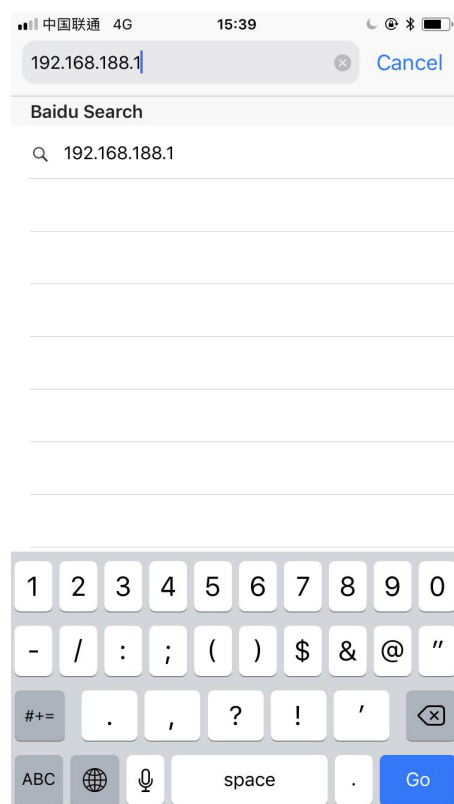 中国联通 4G 15:39
192.168.188.1 Cancel
Baidu Search
192.168.188.1
1 2 3 4 5 6 7 8 9 0
- / : ; ( ) $ & @ "
#+= . , ? ! '
ABC space . Go